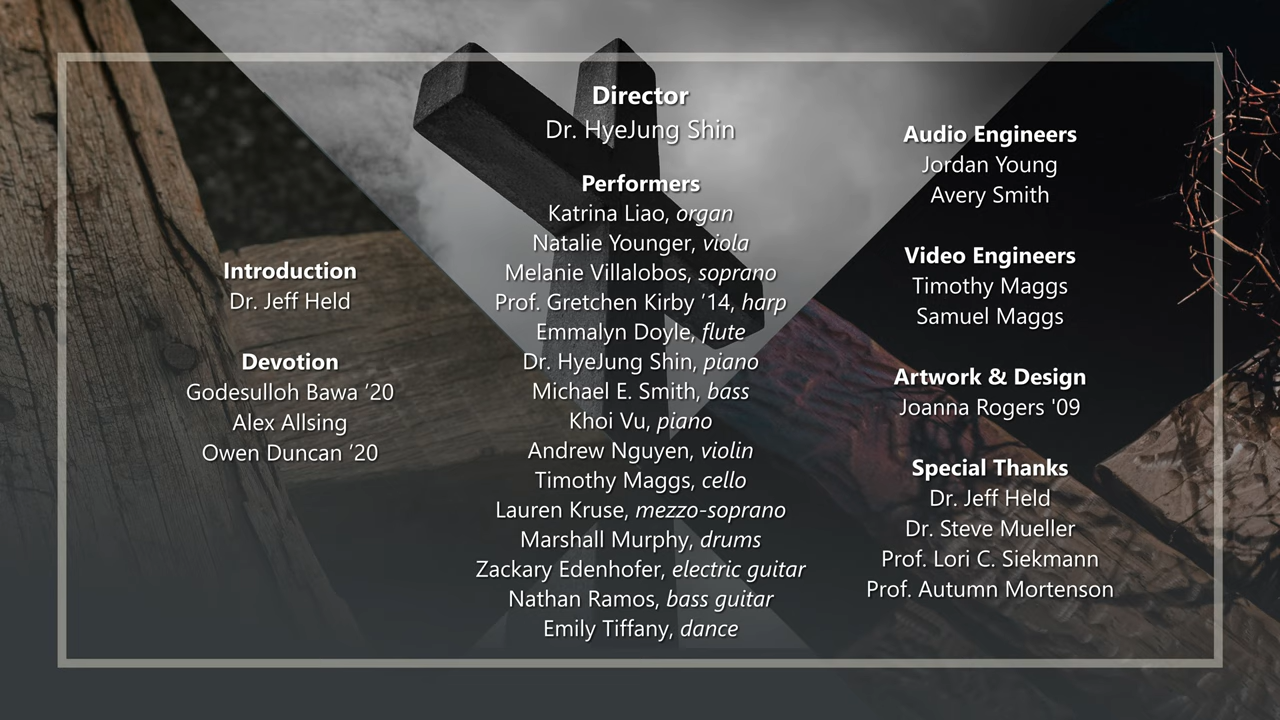 Introduction
Dr. Jeff Held
Devotion
Godesulloh Bawa ’20
Alex Allsing
Owen Duncan ’20
Director
Dr. HyeJung Shin
Performers
Katrina Liao, organ
Natalie Younger, viola
Melanie Villalobos, soprano
Prof. Gretchen Kirby ’14, harp
Emmalyn Doyle, flute
Dr. HyeJung Shin, piano
Michael E. Smith, bass
Khoi Vu, piano
Andrew Nguyen, violin
Timothy Maggs, cello
Lauren Kruse, mezzo-soprano
Marshall Murphy, drums
Zackary Edenhofer, electric guitar
Nathan Ramos, bass guitar
Emily Tiffany, dance
Audio Engineers
Jordan Young
Avery Smith
Video Engineers
Timothy Maggs
Samuel Maggs
Artwork & Design
Joanna Rogers '09
Special Thanks
Dr. Jeff Held
Dr. Steve Mueller
Prof. Lori C. Siekmann
Prof. Autumn Mortenson